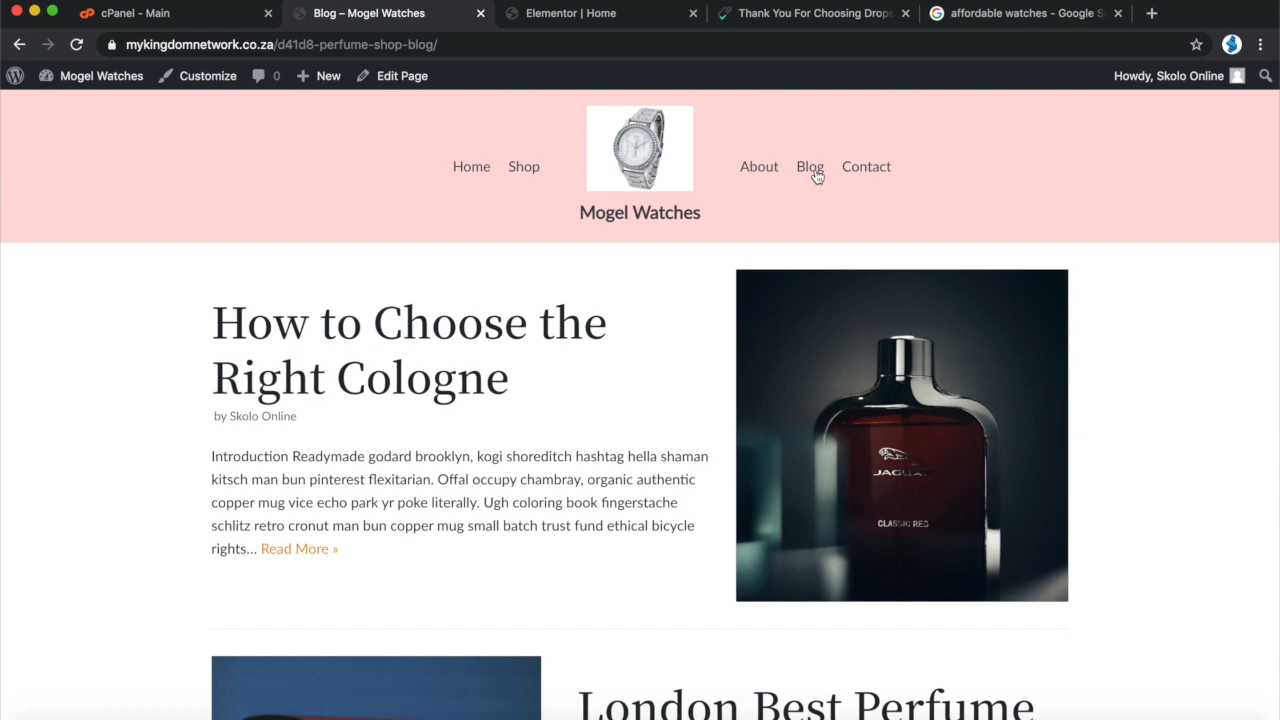 cPanel - Main
Blog – Mogel Watches
Elementor | Home
Thank You For Choosing Drops
affordable watches - Google S
mykingdomnetwork.co.za/d41d8-perfume-shop-blog/
Mogel Watches
Customize
0
New
Edit Page
Howdy, Skolo Online
Home
Shop
About
Blog
Contact
Mogel Watches
How to Choose the
Right Cologne
by Skolo Online
Introduction Readymade godard brooklyn, kogi shoreditch hashtag hella shaman
kitsch man bun pinterest flexitarian. Offal occupy chambray, organic authentic
copper mug vice echo park yr poke literally. Ugh coloring book fingerstache
schlitz retro cronut man bun copper mug small batch trust fund ethical bicycle
rights… Read More »
JAGUAR
CLASSIC RED
London Best Perfume